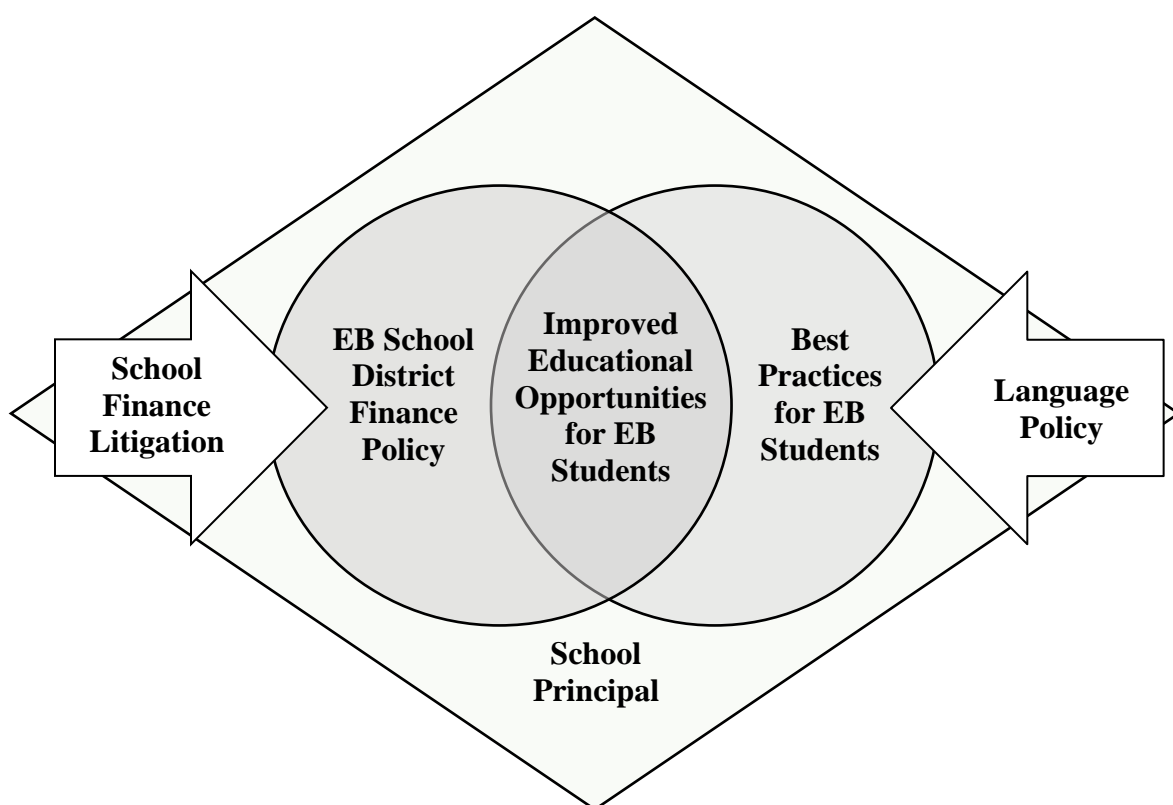 School
Finance
Litigation
EB School
District
Finance
Policy
Improved
Educational
Opportunities
for EB
Students
Best
Practices
for EB
Students
Language
Policy
School
Principal